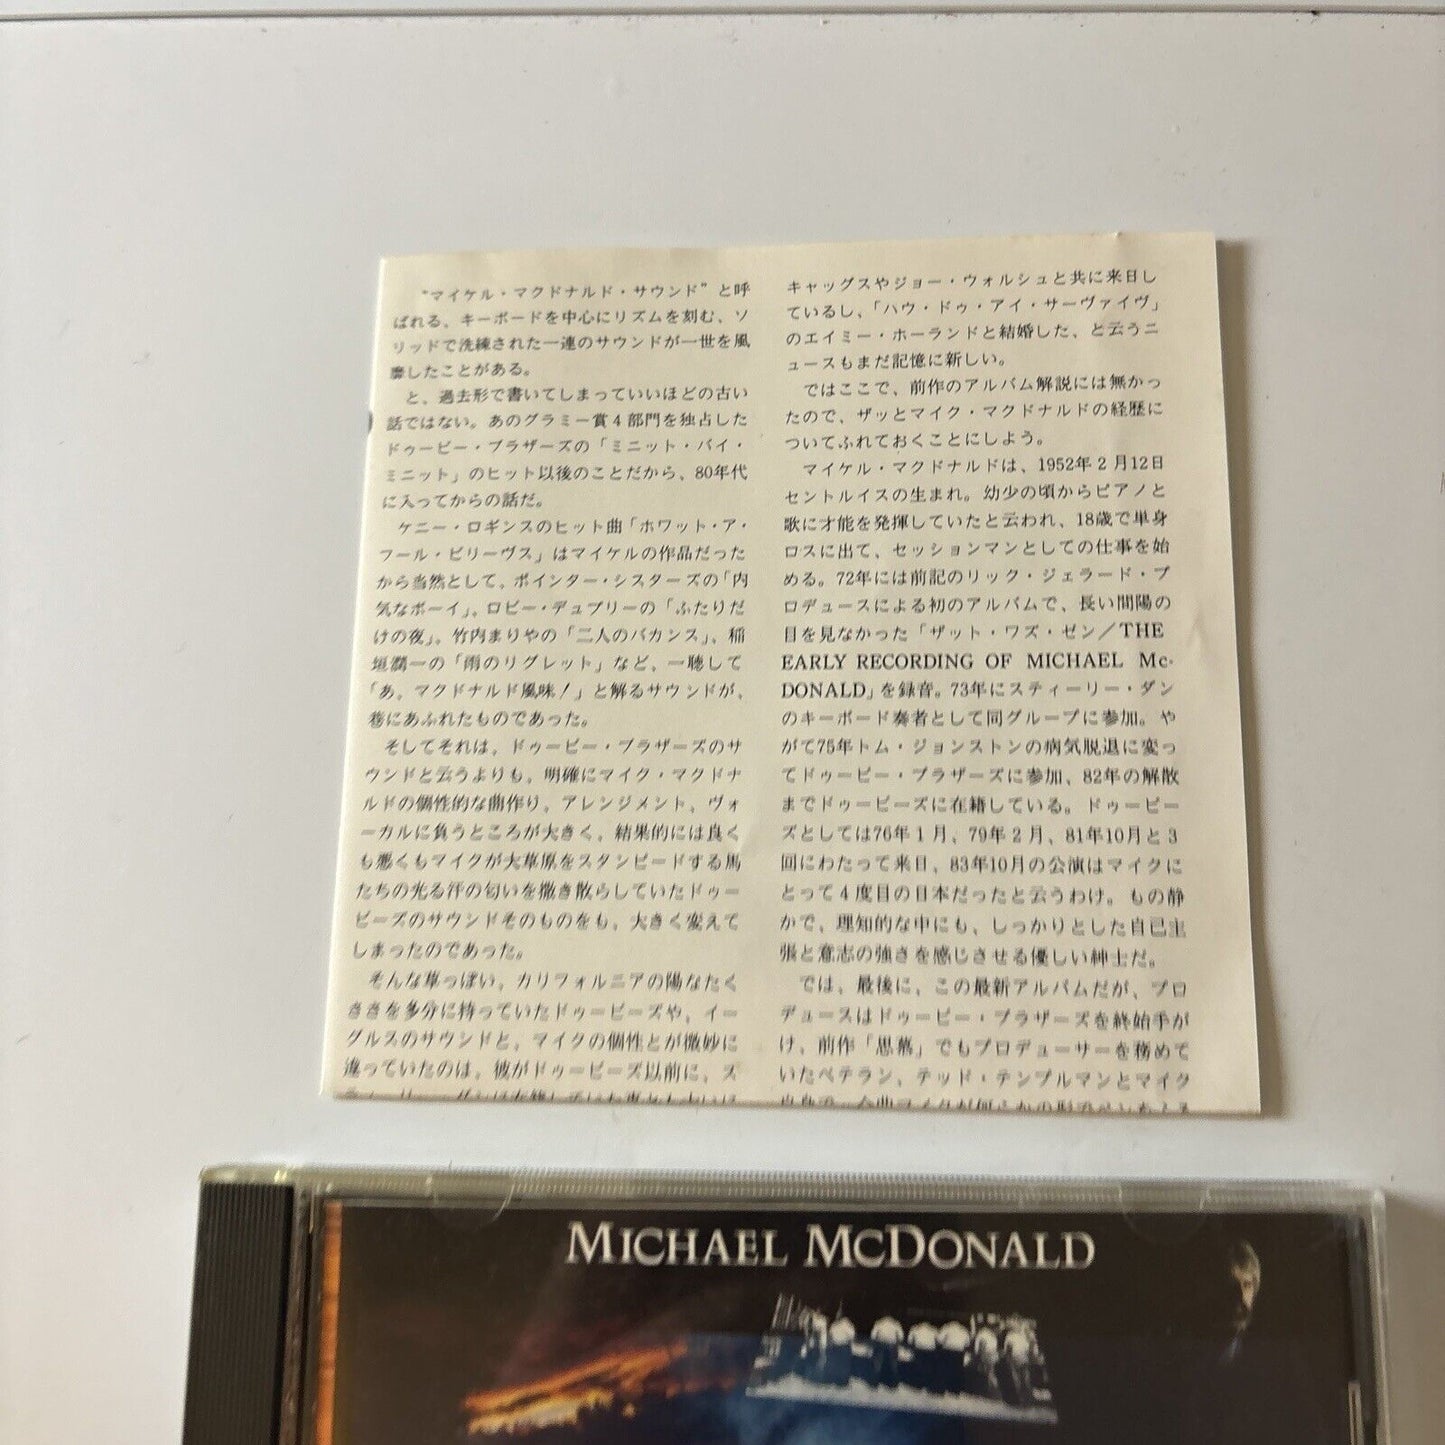 “マイケル・マクドナルド・サウンド” と呼
ばれる、キーボードを中心にリズムを刻む、ソ
リッドで洗練された一連のサウンドが一世を風
靡したことがある。
と、過去形で書いてしまっていいほどの古い
話ではない。あのグラミー賞4部門を独占した
ドゥービー・ブラザーズの「ミニット・バイ・
ミニット」のヒット以後のことだから、80年代
に入ってからの話だ。
ケニー・ロギンスのヒット曲「ホワット・ア・
フール・ビリーヴス」はマイケルの作品だった
から当然として、ポインター・シスターズの「内
気なボーイ」、ロビー・デュプリーの「ふたりだ
けの夜」。竹内まりやの「二人のバカンス」、稲
垣潤一の「雨のリグレット」など、一聴して
「あ、マクドナルド風味！」と解るサウンドが、
巷にあふれたものであった。
そしてそれは、ドゥービー・ブラザーズのサ
ウンドと云うよりも、明確にマイク・マクドナ
ルドの個性的な曲作り、アレンジメント、ヴォ
ーカルに負うところが大きく、結果的には良く
も悪くもマイクが大草原をスタンピードする馬
たちの光る汗の匂いを撒き散らしていたドゥー
ビーズのサウンドそのものをも、大きく変えて
しまったのであった。
そんな草っぽい、カリフォルニアの陽なたく
ささを多分に持っていたドゥービーズや、イー
グルスのサウンドと、マイクの個性とが微妙に
違っていたのは、彼がドゥービーズ以前に、ス
キャッグスやジョー・ウォルシュと共に来日し
ているし、「ハウ・ドゥ・アイ・サーヴァイヴ」
のエイミー・ホーランドと結婚した、と云うニ
ュースもまだ記憶に新しい。
ではここで、前作のアルバム解説には無かっ
たので、ザッとマイク・マクドナルドの経歴に
ついてふれておくことにしよう。
マイケル・マクドナルドは、1952年2月12日
セントルイスの生まれ。幼少の頃からピアノと
歌に才能を発揮していたと云われ、18歳で単身
ロスに出て、セッションマンとしての仕事を始
める。72年には前記のリック・ジェラード・プ
ロデュースによる初のアルバムで、長い間陽の
目を見なかった「ザット・ワズ・ゼン／THE
EARLY RECORDING OF MICHAEL Mc-
DONALD」を録音。73年にスティーリー・ダン
のキーボード奏者として同グループに参加。や
がて75年トム・ジョンストンの病気脱退に変っ
てドゥービー・ブラザーズに参加、82年の解散
までドゥービーズに在籍している。ドゥービー
ズとしては76年1月、79年2月、81年10月と3
回にわたって来日、83年10月の公演はマイクに
とって4度目の日本だったと云うわけ。もの静
かで、理知的な中にも、しっかりとした自己主
張と意志の強さを感じさせる優しい紳士だ。
では、最後に、この最新アルバムだが、プロ
デュースはドゥービー・ブラザーズを終始手が
け、前作「思慕」でもプロデューサーを務めて
いたベテラン、テッド・テンプルマンとマイク
MICHAEL MCDONALD